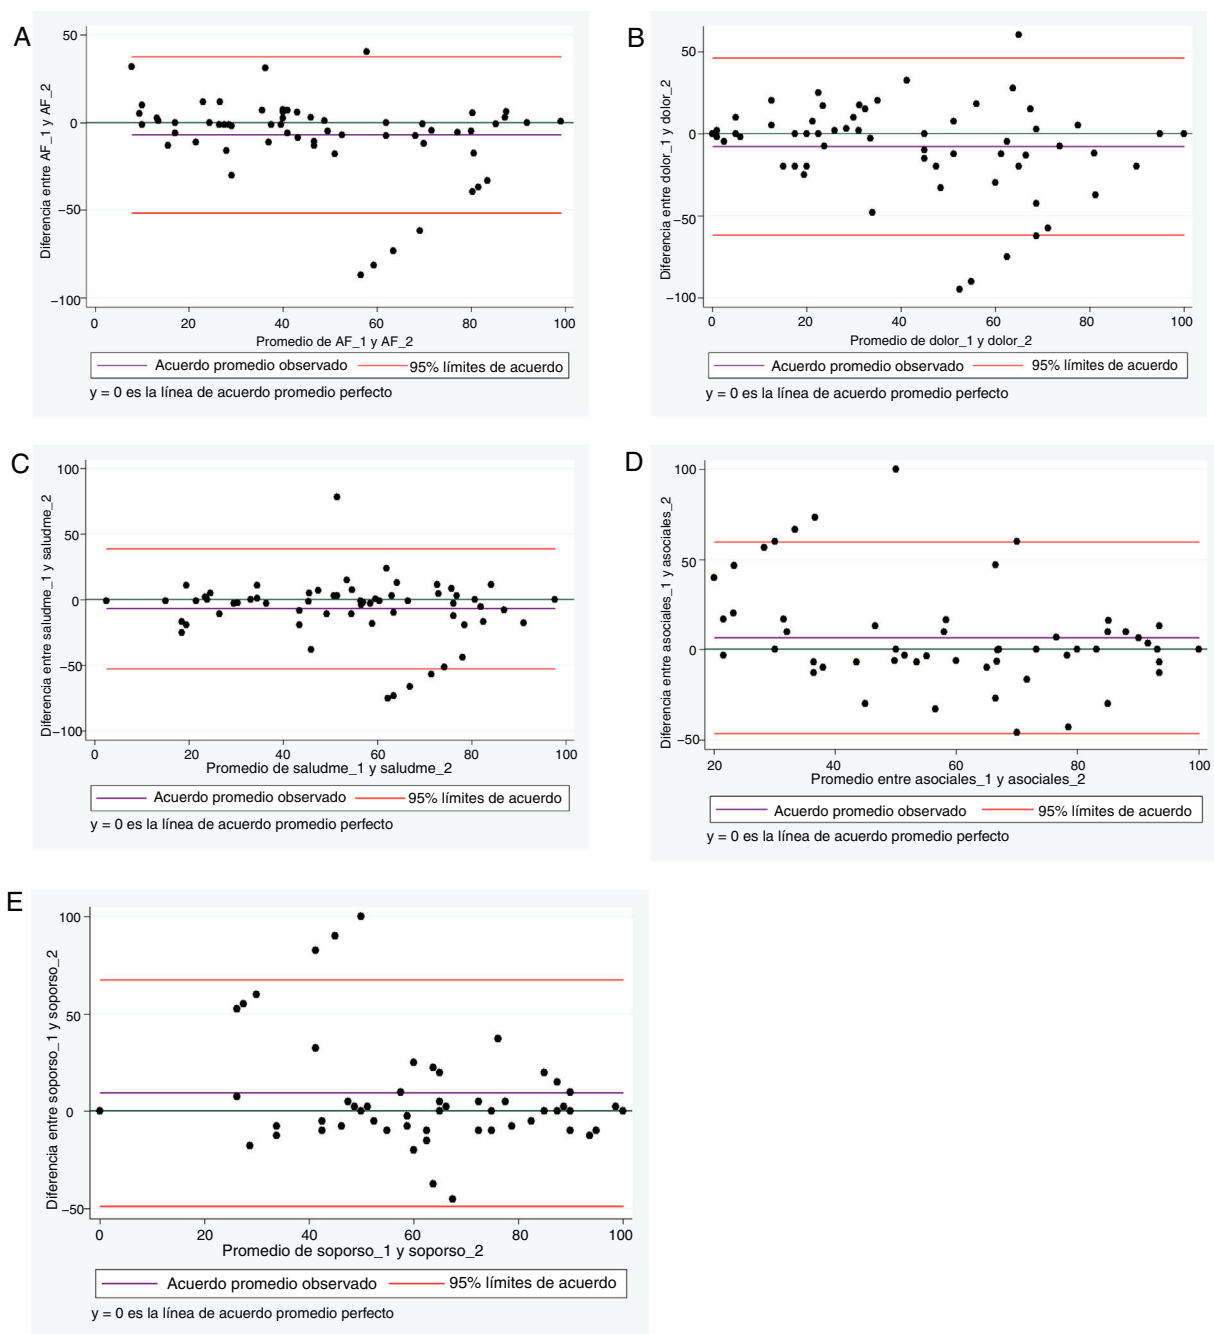 A
Diferencia entre AF_1 y AF_2
50
0
−50
−100
0 20 40 60 80 100
Promedio de AF_1 y AF_2
Acuerdo promedio observado 95% límites de acuerdo
y = 0 es la línea de acuerdo promedio perfecto
B
Diferencia entre dolor_1 y dolor_2
50
0
−50
−100
0 20 40 60 80 100
Promedio de dolor_1 y dolor_2
Acuerdo promedio observado 95% límites de acuerdo
y = 0 es la línea de acuerdo promedio perfecto
C
Diferencia entre saludme_1 y saludme_2
100
50
0
−50
−100
0 20 40 60 80 100
Promedio de saludme_1 y saludme_2
Acuerdo promedio observado 95% límites de acuerdo
y = 0 es la línea de acuerdo promedio perfecto
D
Diferencia entre asociales_1 y asociales_2
100
50
0
−50
20 40 60 80 100
Promedio entre asociales_1 y asociales_2
Acuerdo promedio observado 95% límites de acuerdo
y = 0 es la línea de acuerdo promedio perfecto
E
Diferencia entre soporso_1 y soporso_2
100
50
0
−50
0 20 40 60 80 100
Promedio de soporso_1 y soporso_2
Acuerdo promedio observado 95% límites de acuerdo
y = 0 es la línea de acuerdo promedio perfecto